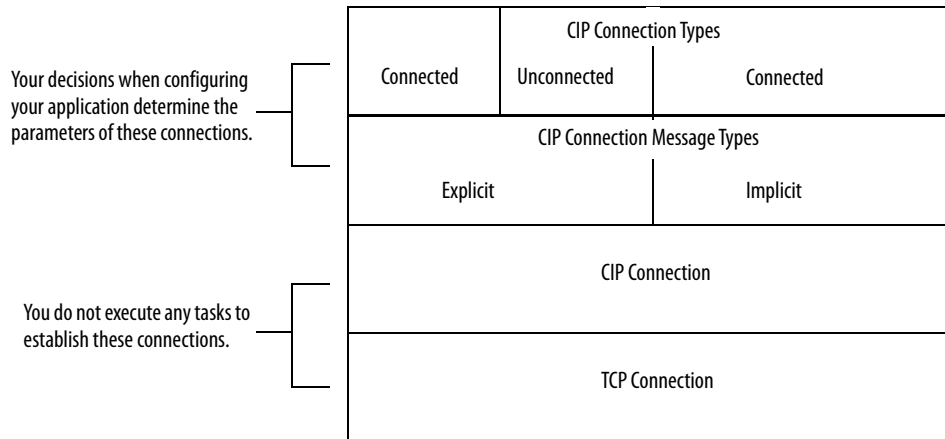 CIP Connection Types
Your decisions when configuring
your application determine the
parameters of these connections.
Connected
Unconnected
Connected
CIP Connection Message Types
Explicit
Implicit
CIP Connection
You do not execute any tasks to
establish these connections.
TCP Connection